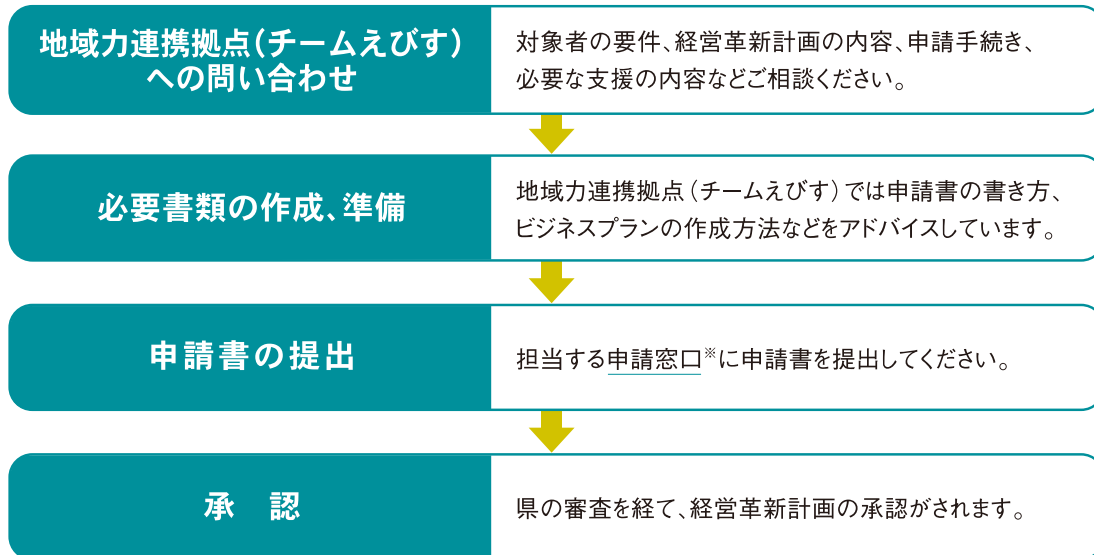 地域力連携拠点（チームえびす）
への問い合わせ
対象者の要件、経営革新計画の内容、申請手続き、
必要な支援の内容などご相談ください。
必要書類の作成、準備
地域力連携拠点（チームえびす）では申請書の書き方、
ビジネスプランの作成方法などをアドバイスしています。
申請書の提出
担当する申請窓口※に申請書を提出してください。
承　認
県の審査を経て、経営革新計画の承認がされます。